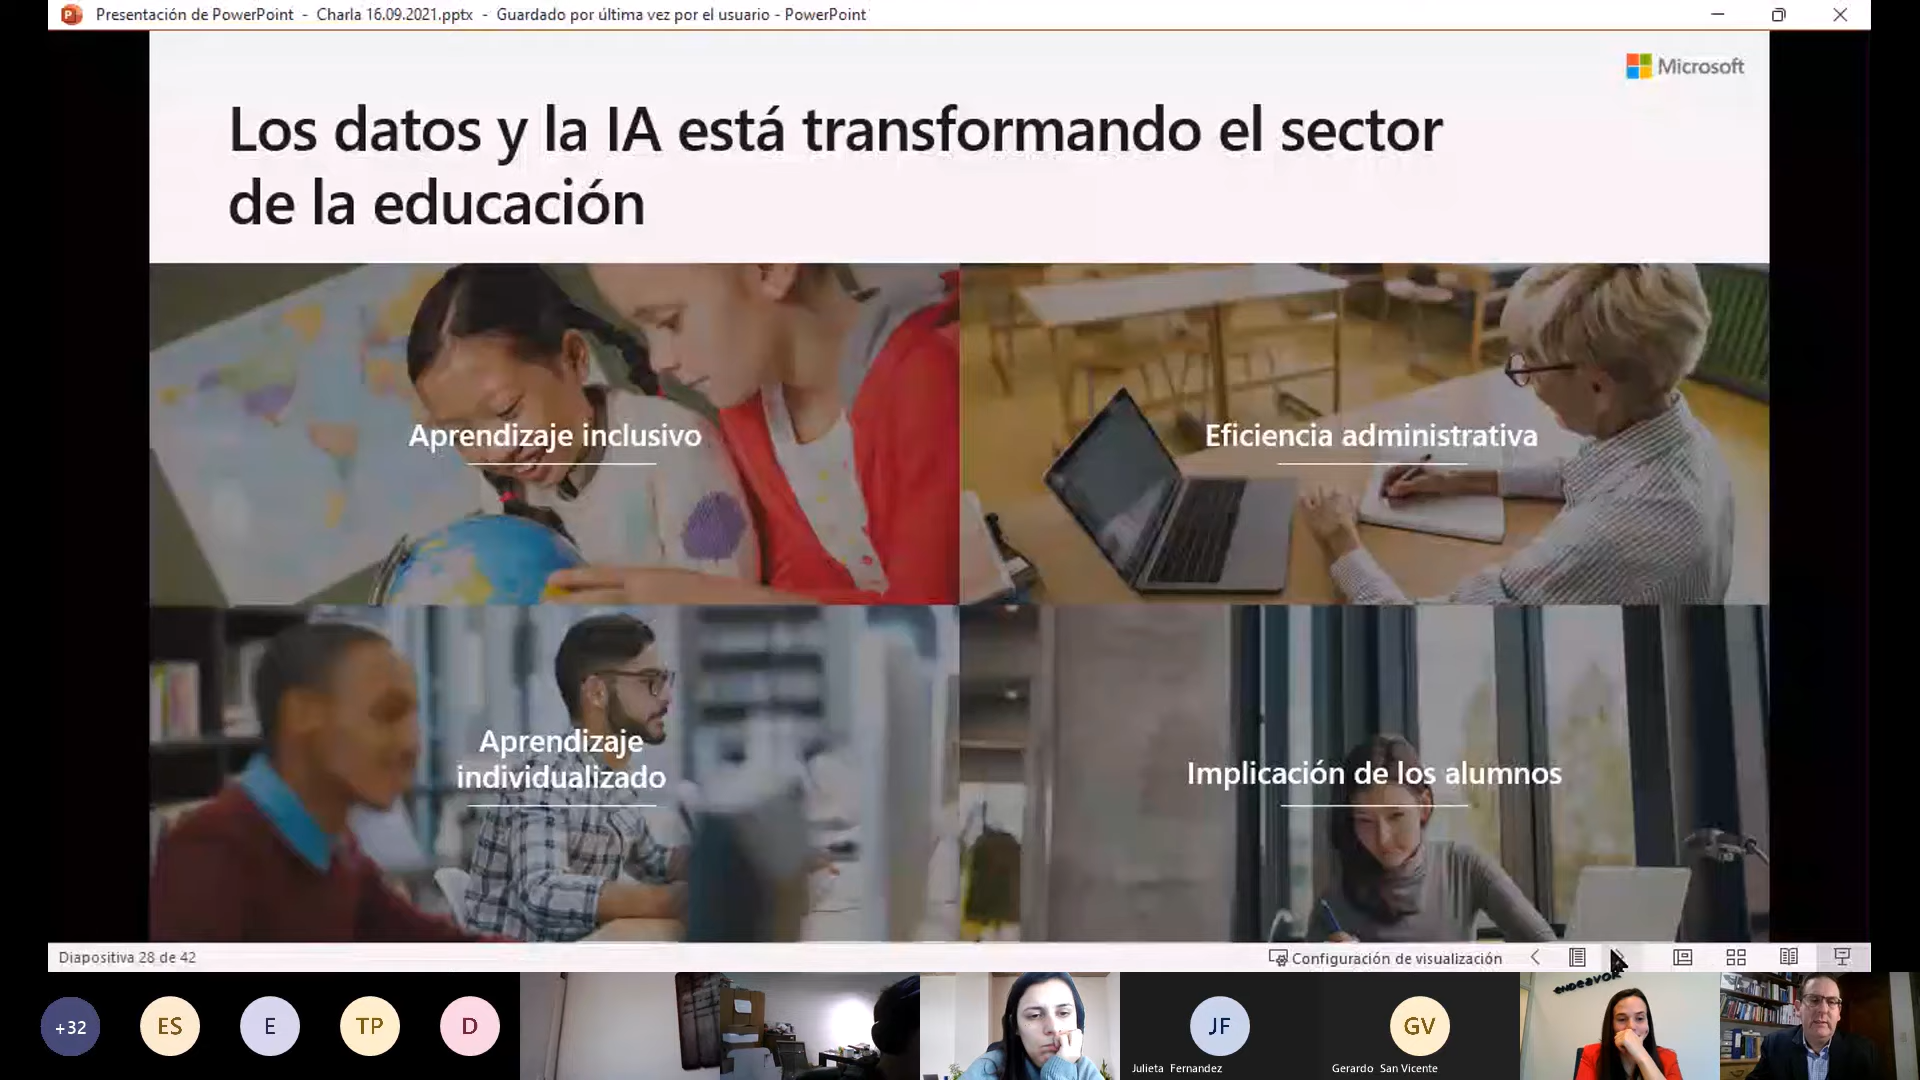 Presentación de PowerPoint - Charla 16.09.2021.pptx - Guardado por última vez por el usuario - PowerPoint
Microsoft
Los datos y la IA está transformando el sector
de la educación
Aprendizaje inclusivo
Eficiencia administrativa
Aprendizaje
individualizado
Implicación de los alumnos
Diapositiva 28 de 42
Configuración de visualización
+32
ES
E
TP
D
JF
Julieta Fernandez
GV
Gerardo San Vicente
endeavor